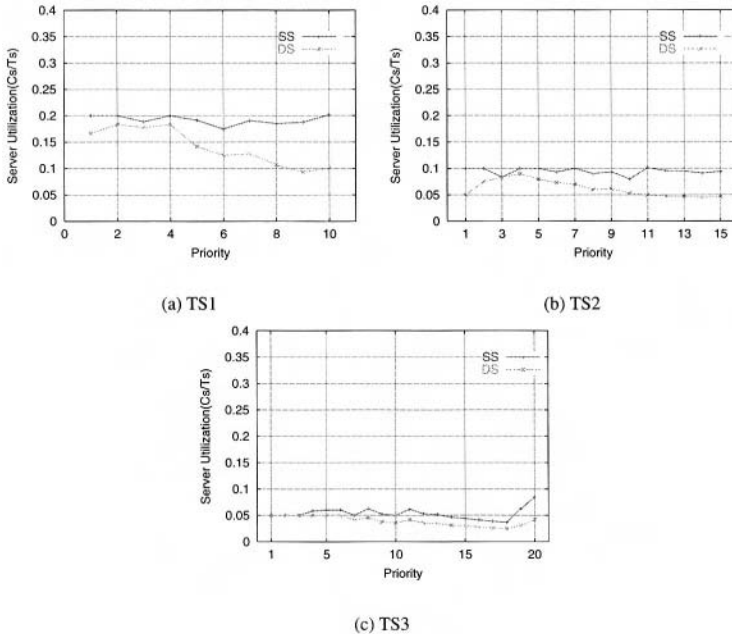 0.4
0.35
0.3
0.25
0.2
0.15
0.1
0.05
0
Server Utilization(Cs/Ts)
SS
DS
0 2 4 6 8 10
Priority
(a) TS1
0.4
0.35
0.3
0.25
0.2
0.15
0.1
0.05
0
Server Utilization(Cs/Ts)
SS
DS
1 3 5 7 9 11 13 15
Priority
(b) TS2
0.4
0.35
0.3
0.25
0.2
0.15
0.1
0.05
0
Server Utilization(Cs/Ts)
SS
DS
1 5 10 15 20
Priority
(c) TS3